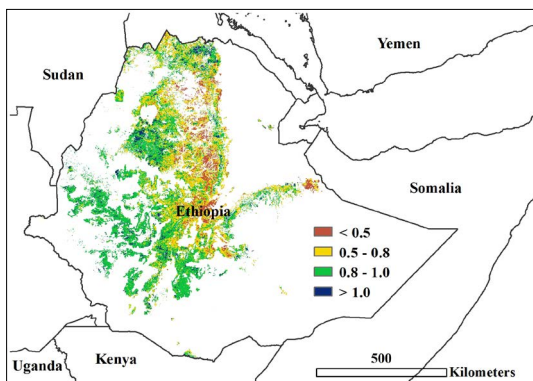 Yemen
Sudan
Somalia
Ethiopia
< 0.5
0.5 - 0.8
0.8 - 1.0
> 1.0
500
Uganda
Kenya
Kilometers